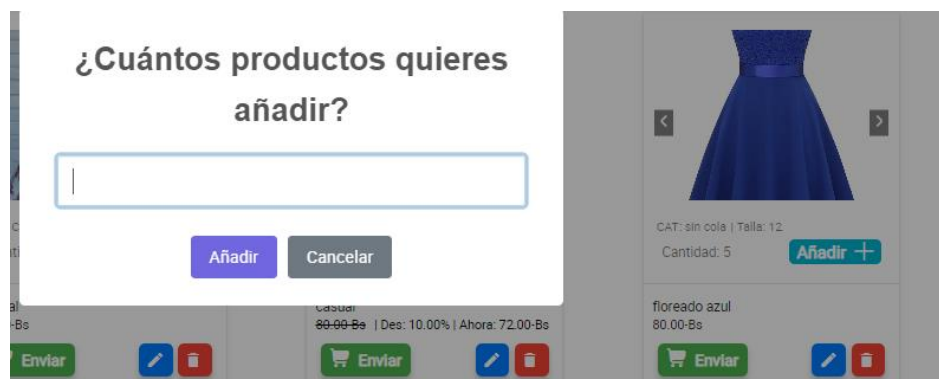 ¿Cuántos productos quieres
añadir?
Añadir
Cancelar
CAT: sin cola | Talla: 12
Cantidad: 5
Añadir
casual
80.00-Bs | Des: 10.00% | Ahora: 72.00-Bs
Enviar
floreado azul
80.00-Bs
Enviar
-Bs
Enviar